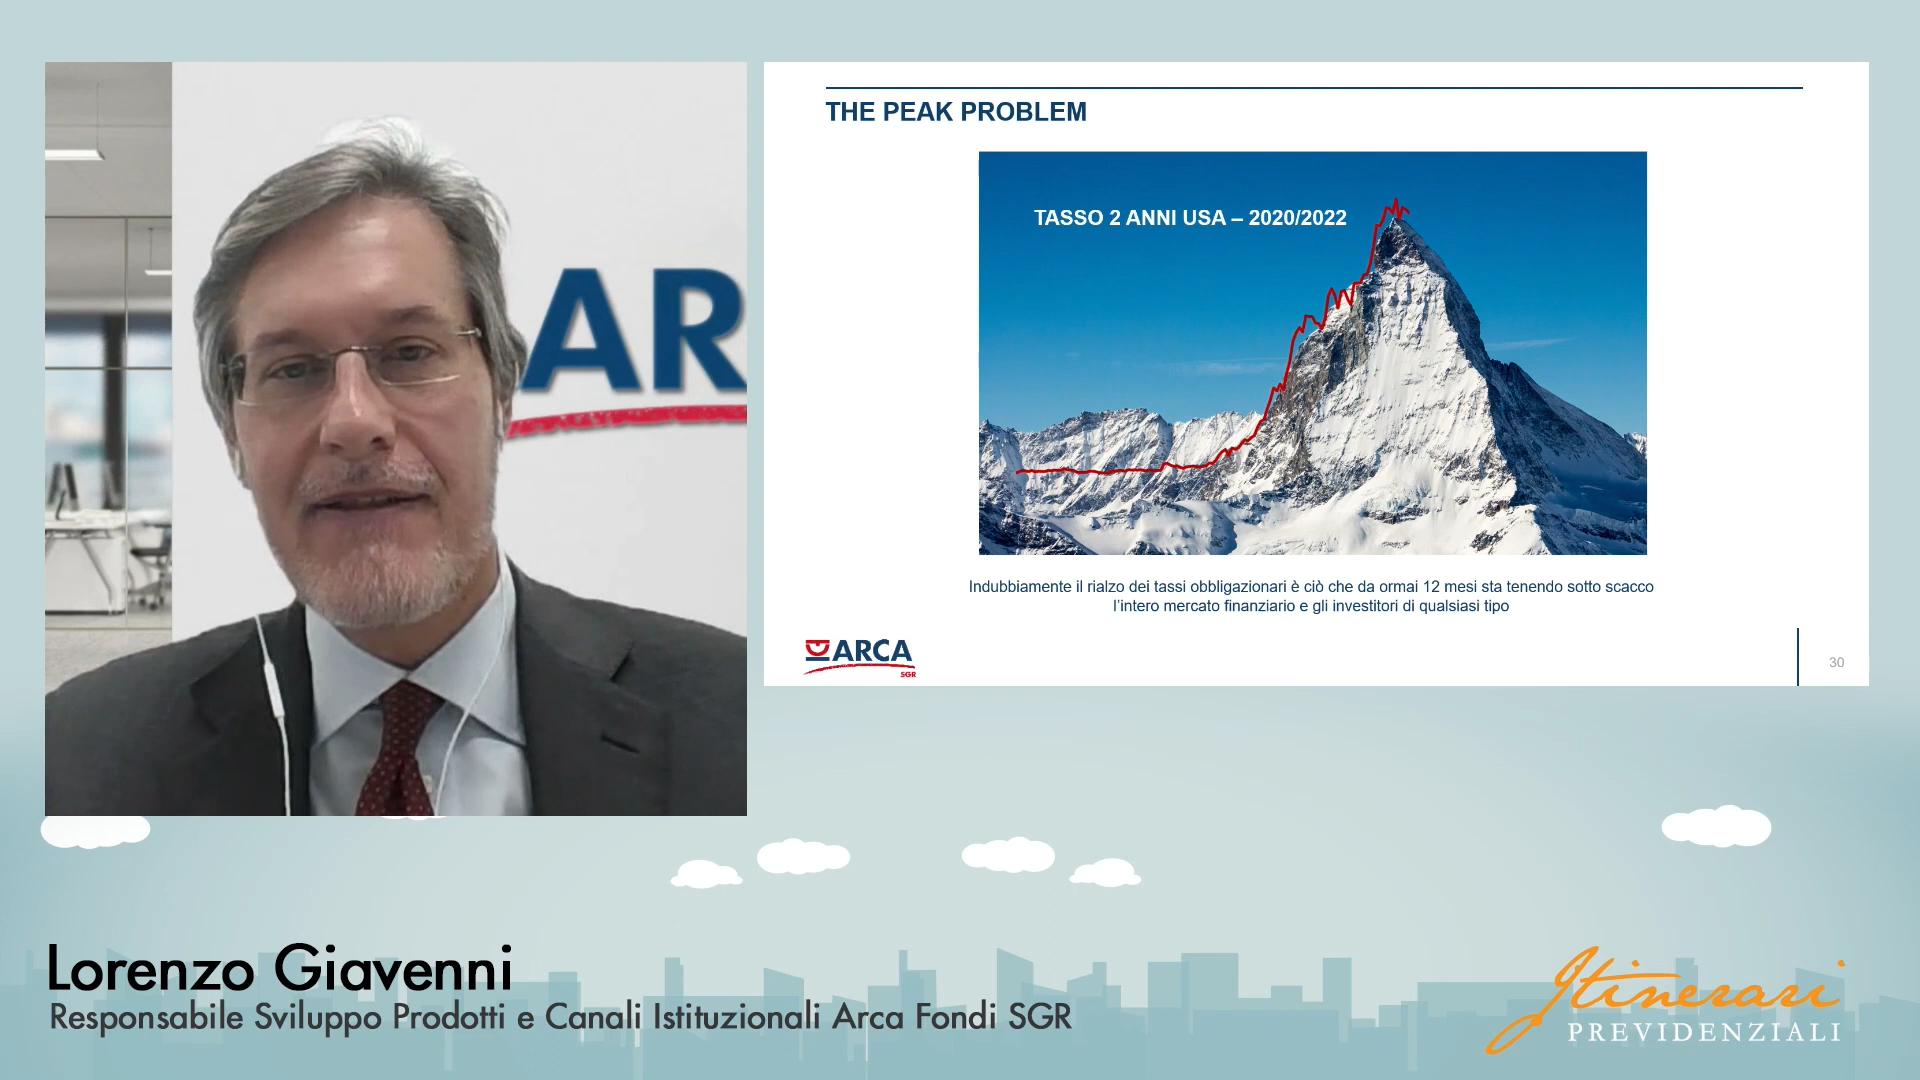 AR
THE PEAK PROBLEM
TASSO 2 ANNI USA – 2020/2022
Indubbiamente il rialzo dei tassi obbligazionari è ciò che da ormai 12 mesi sta tenendo sotto scacco
l'intero mercato finanziario e gli investitori di qualsiasi tipo
ARCA
SGR
30
Lorenzo Giavenni
Responsabile Sviluppo Prodotti e Canali Istituzionali Arca Fondi SGR
Itinerari
PREVIDENZIALI